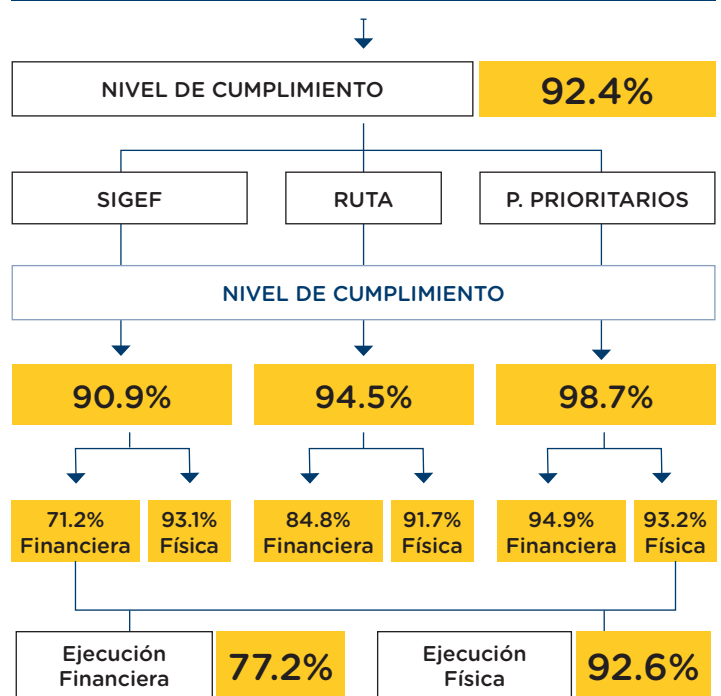 NIVEL DE CUMPLIMIENTO
92.4%
SIGEF
RUTA
P. PRIORITARIOS
NIVEL DE CUMPLIMIENTO
90.9%
94.5%
98.7%
71.2%
Financiera
93.1%
Física
84.8%
Financiera
91.7%
Física
94.9%
Financiera
93.2%
Física
Ejecución
Financiera
77.2%
Ejecución
Física
92.6%